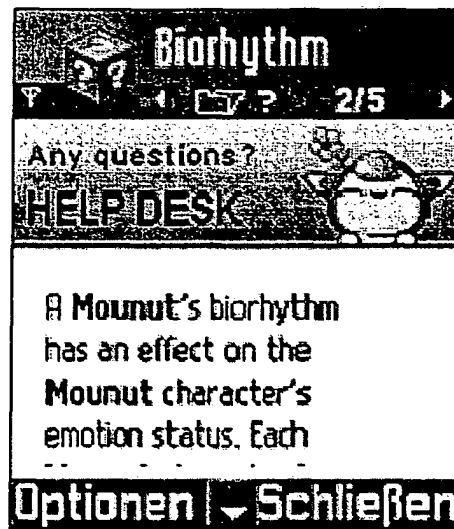 Biorhythm
? ?
? 2/5
Any questions?
HELP DESK
A Mounut's biorhythm
has an effect on the
Mounut character's
emotion status. Each
Optionen Schließen